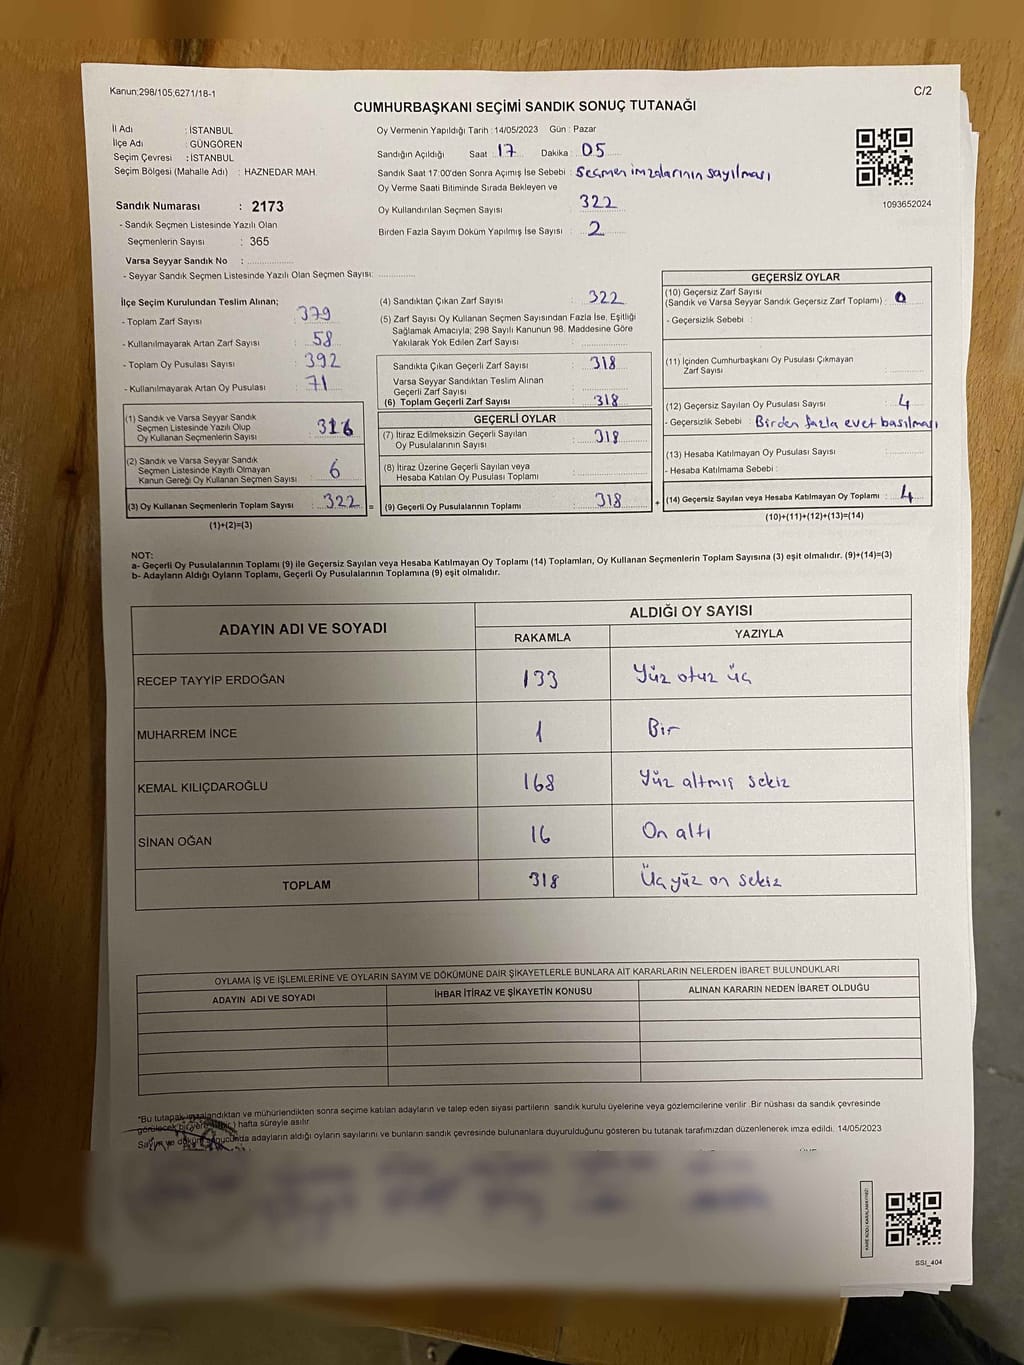 Kanun;298/105,6271/18-1
C/2
CUMHURBAŞKANI SEÇİMİ SANDIK SONUÇ TUTANAĞI
İl Adı : İSTANBUL
İlçe Adı : GÜNGÖREN
Seçim Çevresi : İSTANBUL
Seçim Bölgesi (Mahalle Adı) : HAZNEDAR MAH.
Sandık Numarası : 2173
- Sandık Seçmen Listesinde Yazılı Olan
Seçmenlerin Sayısı : 365
Varsa Seyyar Sandık No :
- Seyyar Sandık Seçmen Listesinde Yazılı Olan Seçmen Sayısı:
Oy Vermenin Yapıldığı Tarih : 14/05/2023 Gün : Pazar
Sandığın Açıldığı Saat 17 Dakika 05
Sandık Saat 17:00'den Sonra Açımış İse Sebebi : Seçmen imzalarının sayılması
Oy Verme Saati Bitiminde Sırada Bekleyen ve
Oy Kullandırılan Seçmen Sayısı 322
Birden Fazla Sayım Döküm Yapılmış İse Sayısı : 2
1093652024
İlçe Seçim Kurulundan Teslim Alınan;
- Toplam Zarf Sayısı : 379
- Kullanılmayarak Artan Zarf Sayısı : 58
- Toplam Oy Pusulası Sayısı : 392
- Kullanılmayarak Artan Oy Pusulası : 71
(1) Sandık ve Varsa Seyyar Sandık
Seçmen Listesinde Yazılı Olup
Oy Kullanan Seçmenlerin Sayısı : 316
(2) Sandık ve Varsa Seyyar Sandık
Seçmen Listesinde Kayıtlı Olmayan
Kanun Gereği Oy Kullanan Seçmen Sayısı : 6
(3) Oy Kullanan Seçmenlerin Toplam Sayısı : 322 =
(1)+(2)=(3)
(4) Sandıktan Çıkan Zarf Sayısı : 322
(5) Zarf Sayısı Oy Kullanan Seçmen Sayısından Fazla İse, Eşitliği
Sağlamak Amacıyla; 298 Sayılı Kanunun 98. Maddesine Göre
Yakılarak Yok Edilen Zarf Sayısı :
Sandıkta Çıkan Geçerli Zarf Sayısı : 318
Varsa Seyyar Sandıktan Teslim Alınan
Geçerli Zarf Sayısı :
(6) Toplam Geçerli Zarf Sayısı : 318
GEÇERLİ OYLAR
(7) İtiraz Edilmeksizin Geçerli Sayılan
Oy Pusulalarının Sayısı : 318
(8) İtiraz Üzerine Geçerli Sayılan veya
Hesaba Katılan Oy Pusulası Toplamı :
(9) Geçerli Oy Pusulalarının Toplamı : 318 +
GEÇERSİZ OYLAR
(10) Geçersiz Zarf Sayısı
(Sandık ve Varsa Seyyar Sandık Geçersiz Zarf Toplamı) : 0
- Geçersizlik Sebebi :
(11) İçinden Cumhurbaşkanı Oy Pusulası Çıkmayan
Zarf Sayısı :
(12) Geçersiz Sayılan Oy Pusulası Sayısı : 4
- Geçersizlik Sebebi : Birden fazla evet basılması
(13) Hesaba Katılmayan Oy Pusulası Sayısı :
- Hesaba Katılmama Sebebi :
(14) Geçersiz Sayılan veya Hesaba Katılmayan Oy Toplamı : 4
(10)+(11)+(12)+(13)=(14)
NOT:
a- Geçerli Oy Pusulalarının Toplamı (9) ile Geçersiz Sayılan veya Hesaba Katılmayan Oy Toplamı (14) Toplamları, Oy Kullanan Seçmenlerin Toplam Sayısına (3) eşit olmalıdır. (9)+(14)=(3)
b- Adayların Aldığı Oyların Toplamı, Geçerli Oy Pusulalarının Toplamına (9) eşit olmalıdır.
ADAYIN ADI VE SOYADI
ALDIĞI OY SAYISI
RAKAMLA YAZIYLA
RECEP TAYYİP ERDOĞAN 133 Yüz otuz üç
MUHARREM İNCE 1 Bir
KEMAL KILIÇDAROĞLU 168 Yüz altmış sekiz
SİNAN OĞAN 16 On altı
TOPLAM 318 Üç yüz on sekiz
OYLAMA İŞ VE İŞLEMLERİNE VE OYLARIN SAYIM VE DÖKÜMÜNE DAİR ŞİKAYETLERLE BUNLARA AİT KARARLARIN NELERDEN İBARET BULUNDUKLARI
ADAYIN ADI VE SOYADI İHBAR İTİRAZ VE ŞİKAYETİN KONUSU ALINAN KARARIN NEDEN İBARET OLDUĞU
*Bu tutanak imzalandıktan ve mühürlendikten sonra seçime katılan adayların ve talep eden siyasi partilerin sandık kurulu üyelerine veya gözlemcilerine verilir .Bir nüshası da sandık çevresinde
görülecek bir yere hafta süreyle asılır
Sayım ve döküm sonucunda adayların aldığı oyların sayılarını ve bunların sandık çevresinde bulunanlara duyurulduğunu gösteren bu tutanak tarafımızdan düzenlenerek imza edildi. 14/05/2023
SSI_404